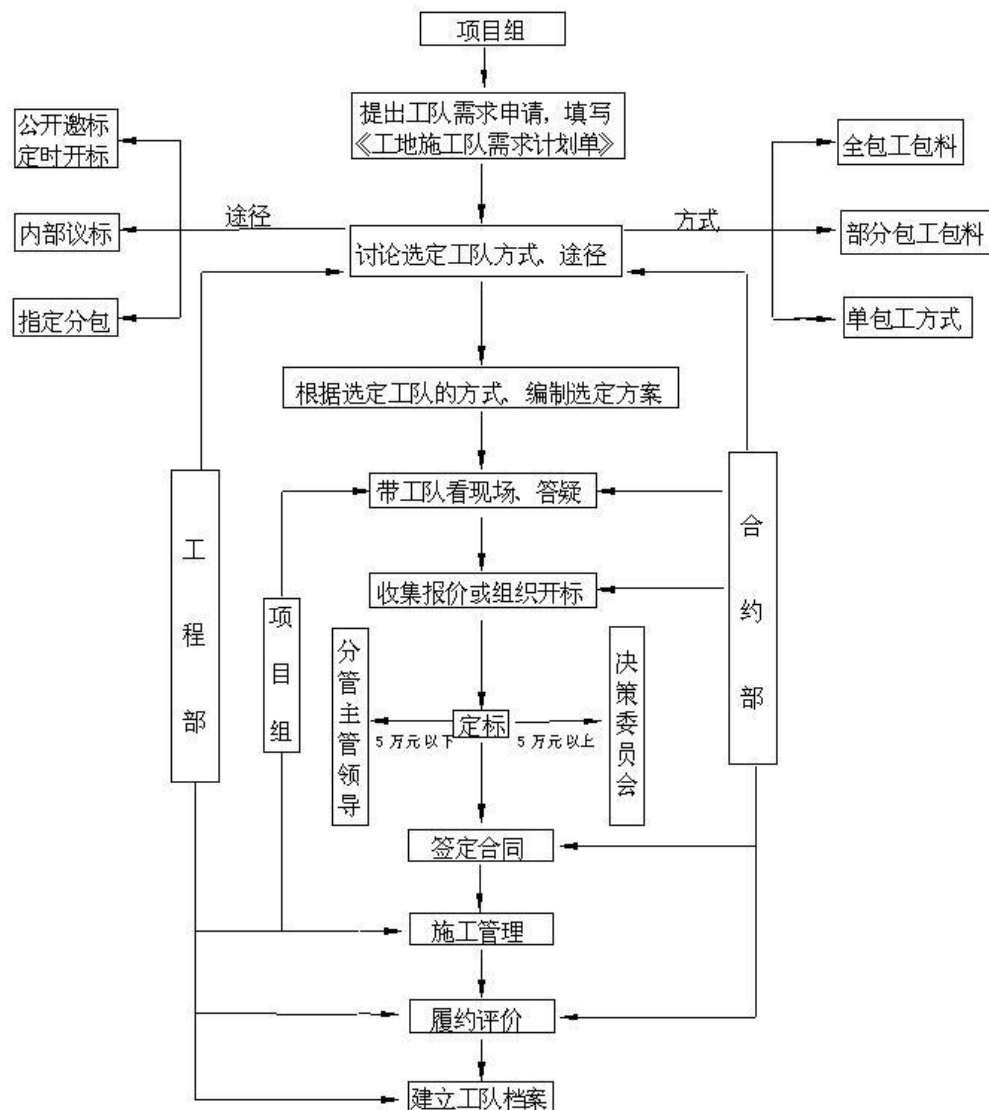 项目组
提出工队需求申请，填写
《工地施工队需求计划单》
公开邀标
定时开标
全包工包料
途径
方式
内部议标
部分包工包料
讨论选定工队方式、途径
指定分包
单包工方式
根据选定工队的方式、编制选定方案
带工队看现场、答疑
工程部
合约部
收集报价或组织开标
项目组
分管主管领导
决策委员会
定标
5万元以下
5万元以上
签定合同
施工管理
履约评价
建立工队档案